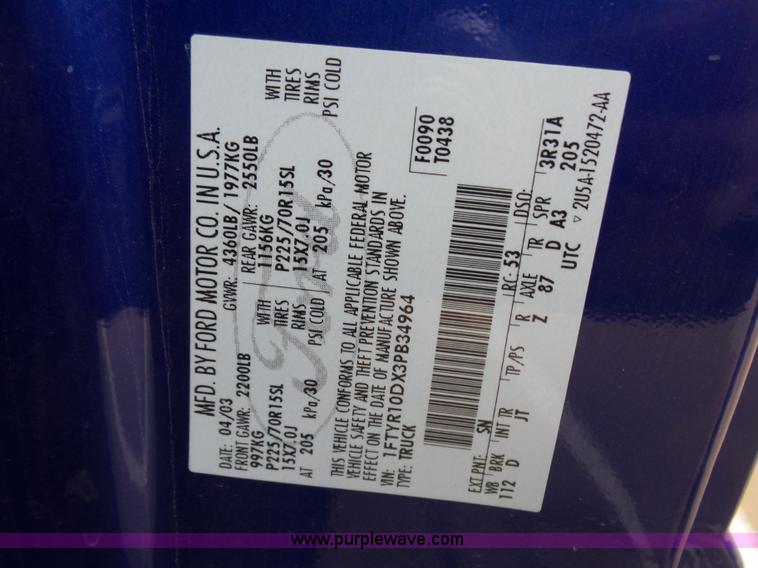 MFD. BY FORD MOTOR CO. IN U.S.A.
DATE: 04/03 GVWR: 4360LB/ 1977KG
FRONT GAWR: 2200LB REAR GAWR: 2550LB
997KG WITH 1156KG WITH
P225/70R15SL TIRES P225/70R15SL TIRES
15X7.0J RIMS 15X7.0J RIMS
AT 205 kPa/30 PSI COLD AT 205 kPa/30 PSI COLD
THIS VEHICLE CONFORMS TO ALL APPLICABLE FEDERAL MOTOR
VEHICLE SAFETY AND THEFT PREVENTION STANDARDS IN
EFFECT ON THE DATE OF MANUFACTURE SHOWN ABOVE.
VIN: 1FTYR10DX3PB34964 F0090
TYPE: TRUCK T0438
EXT PNT: SN RC: 53 DSO:
WB BRK INT TR TP/PS R AXLE TR SPR 3R31A
112 D JT Z 87 D A3 205
UTC ▽ 2U5A-1520472-AA
Ford
www.purplewave.com